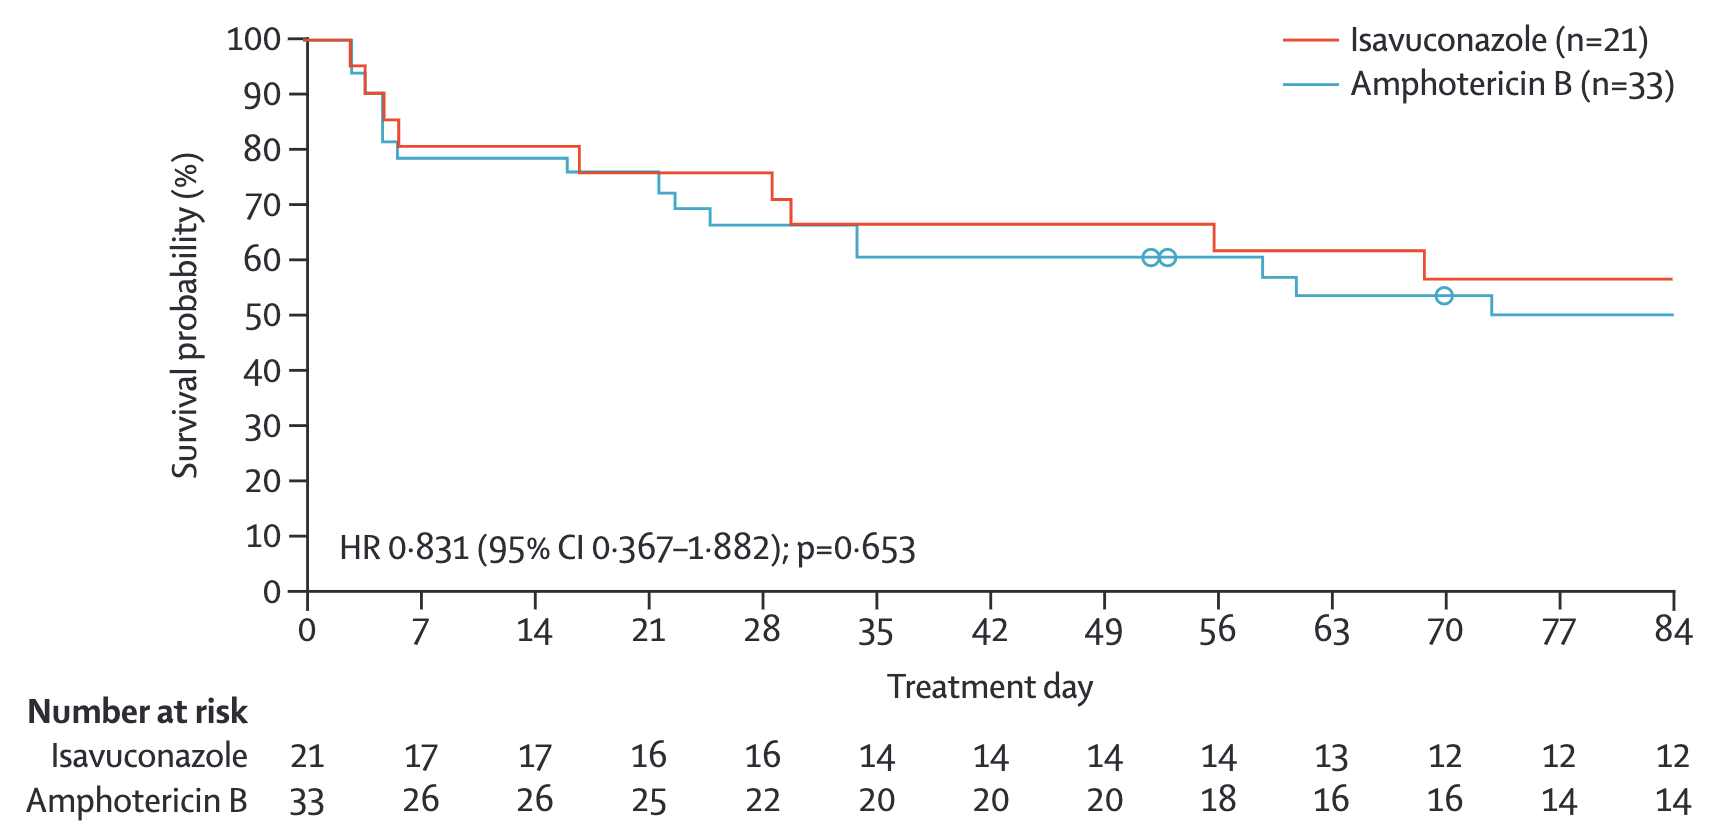 Isavuconazole (n=21)
Amphotericin B (n=33)
Survival probability (%)
100
90
80
70
60
50
40
30
20
10
0
HR 0·831 (95% CI 0·367–1·882); p=0·653
0 7 14 21 28 35 42 49 56 63 70 77 84
Treatment day
Number at risk
Isavuconazole 21 17 17 16 16 14 14 14 14 13 12 12 12
Amphotericin B 33 26 26 25 22 20 20 20 18 16 16 14 14